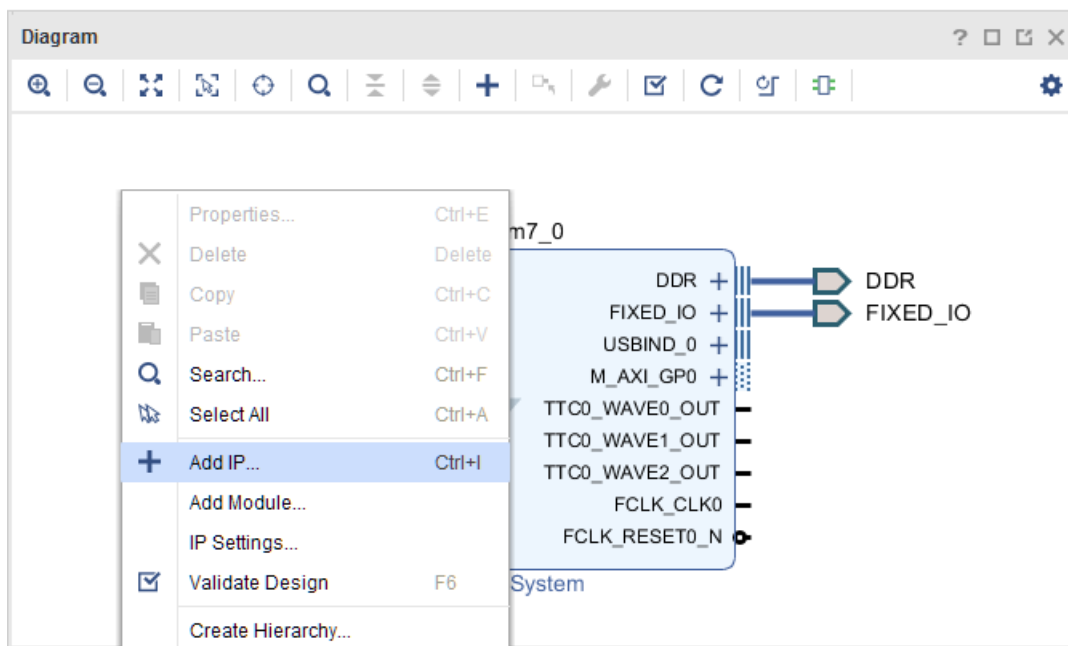 Diagram
?
Properties... Ctrl+E
Delete Delete
Copy Ctrl+C
Paste Ctrl+V
Search... Ctrl+F
Select All Ctrl+A
Add IP... Ctrl+I
Add Module...
IP Settings...
Validate Design F6
Create Hierarchy...
m7_0
DDR
FIXED_IO
USBIND_0
M_AXI_GP0
TTC0_WAVE0_OUT
TTC0_WAVE1_OUT
TTC0_WAVE2_OUT
FCLK_CLK0
FCLK_RESET0_N
System
DDR
FIXED_IO